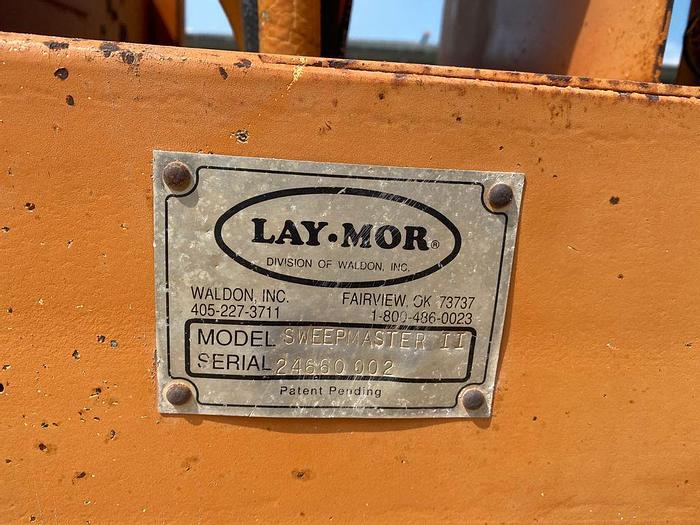 LAY•MOR®
DIVISION OF WALDON, INC.
WALDON, INC. FAIRVIEW, OK 73737
405-227-3711 1-800-486-0023
MODEL SWEEPMASTER II
SERIAL 24660 002
Patent Pending